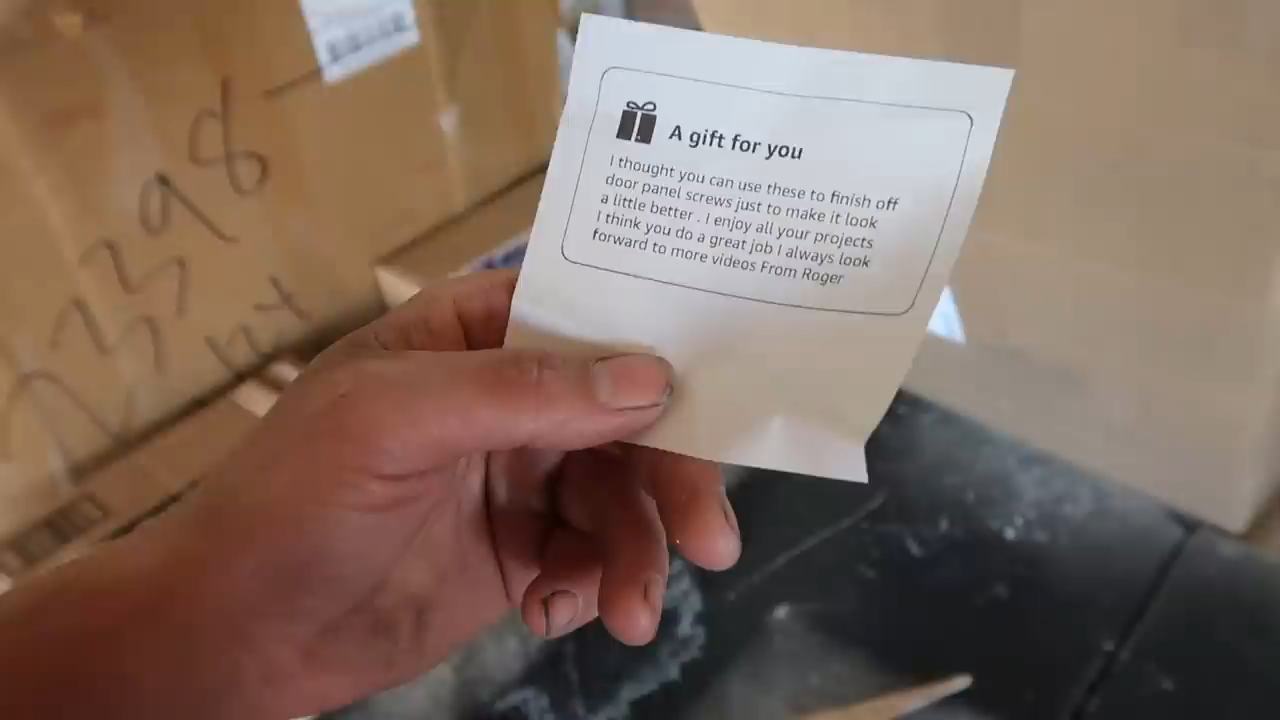 A gift for you
I thought you can use these to finish off
door panel screws just to make it look
a little better . I enjoy all your projects
I think you do a great job I always look
forward to more videos From Roger